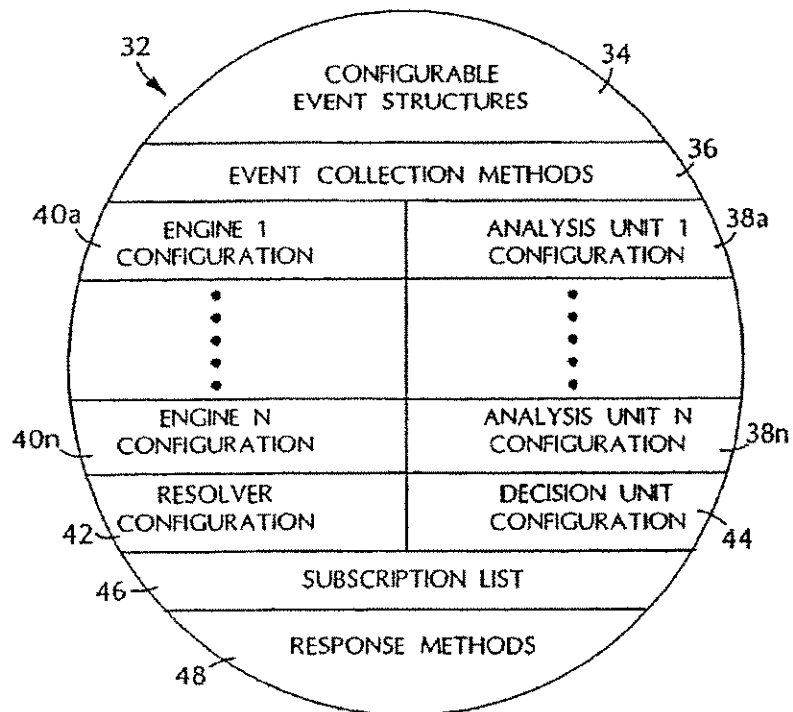 32
34
CONFIGURABLE
EVENT STRUCTURES
36
EVENT COLLECTION METHODS
40a
ENGINE 1
CONFIGURATION
ANALYSIS UNIT 1
CONFIGURATION
38a
40n
ENGINE N
CONFIGURATION
ANALYSIS UNIT N
CONFIGURATION
38n
42
RESOLVER
CONFIGURATION
DECISION UNIT
CONFIGURATION
44
46
SUBSCRIPTION LIST
RESPONSE METHODS
48